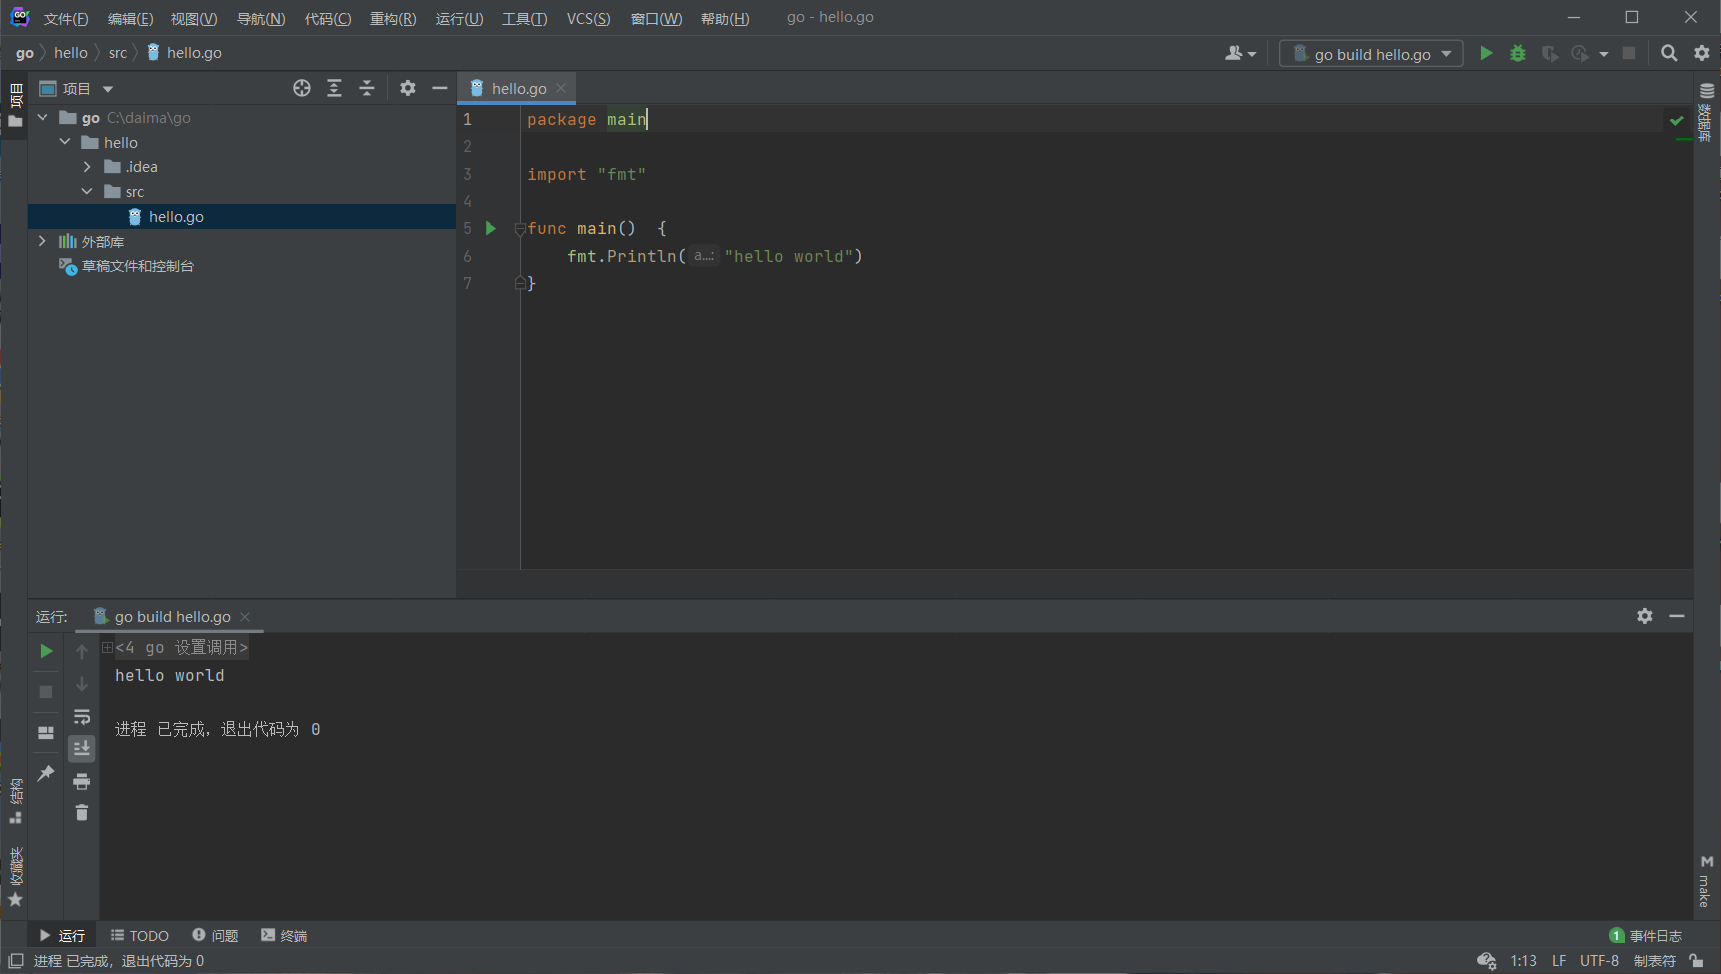 文件(F) 编辑(E) 视图(V) 导航(N) 代码(C) 重构(R) 运行(U) 工具(T) VCS(S) 窗口(W) 帮助(H) go - hello.go
go hello src hello.go
go build hello.go
项目
项目
hello.go
数据库
go C:\daima\go
hello
.idea
src
hello.go
外部库
草稿文件和控制台
1 package main
2
3 import "fmt"
4
5 func main()  {
6     fmt.Println( a...: "hello world")
7 }
运行: go build hello.go
<4 go 设置调用>
hello world
进程 已完成，退出代码为 0
结构
收藏夹
make
运行 TODO 问题 终端
1 事件日志
进程 已完成，退出代码为 0
1:13 LF UTF-8 制表符